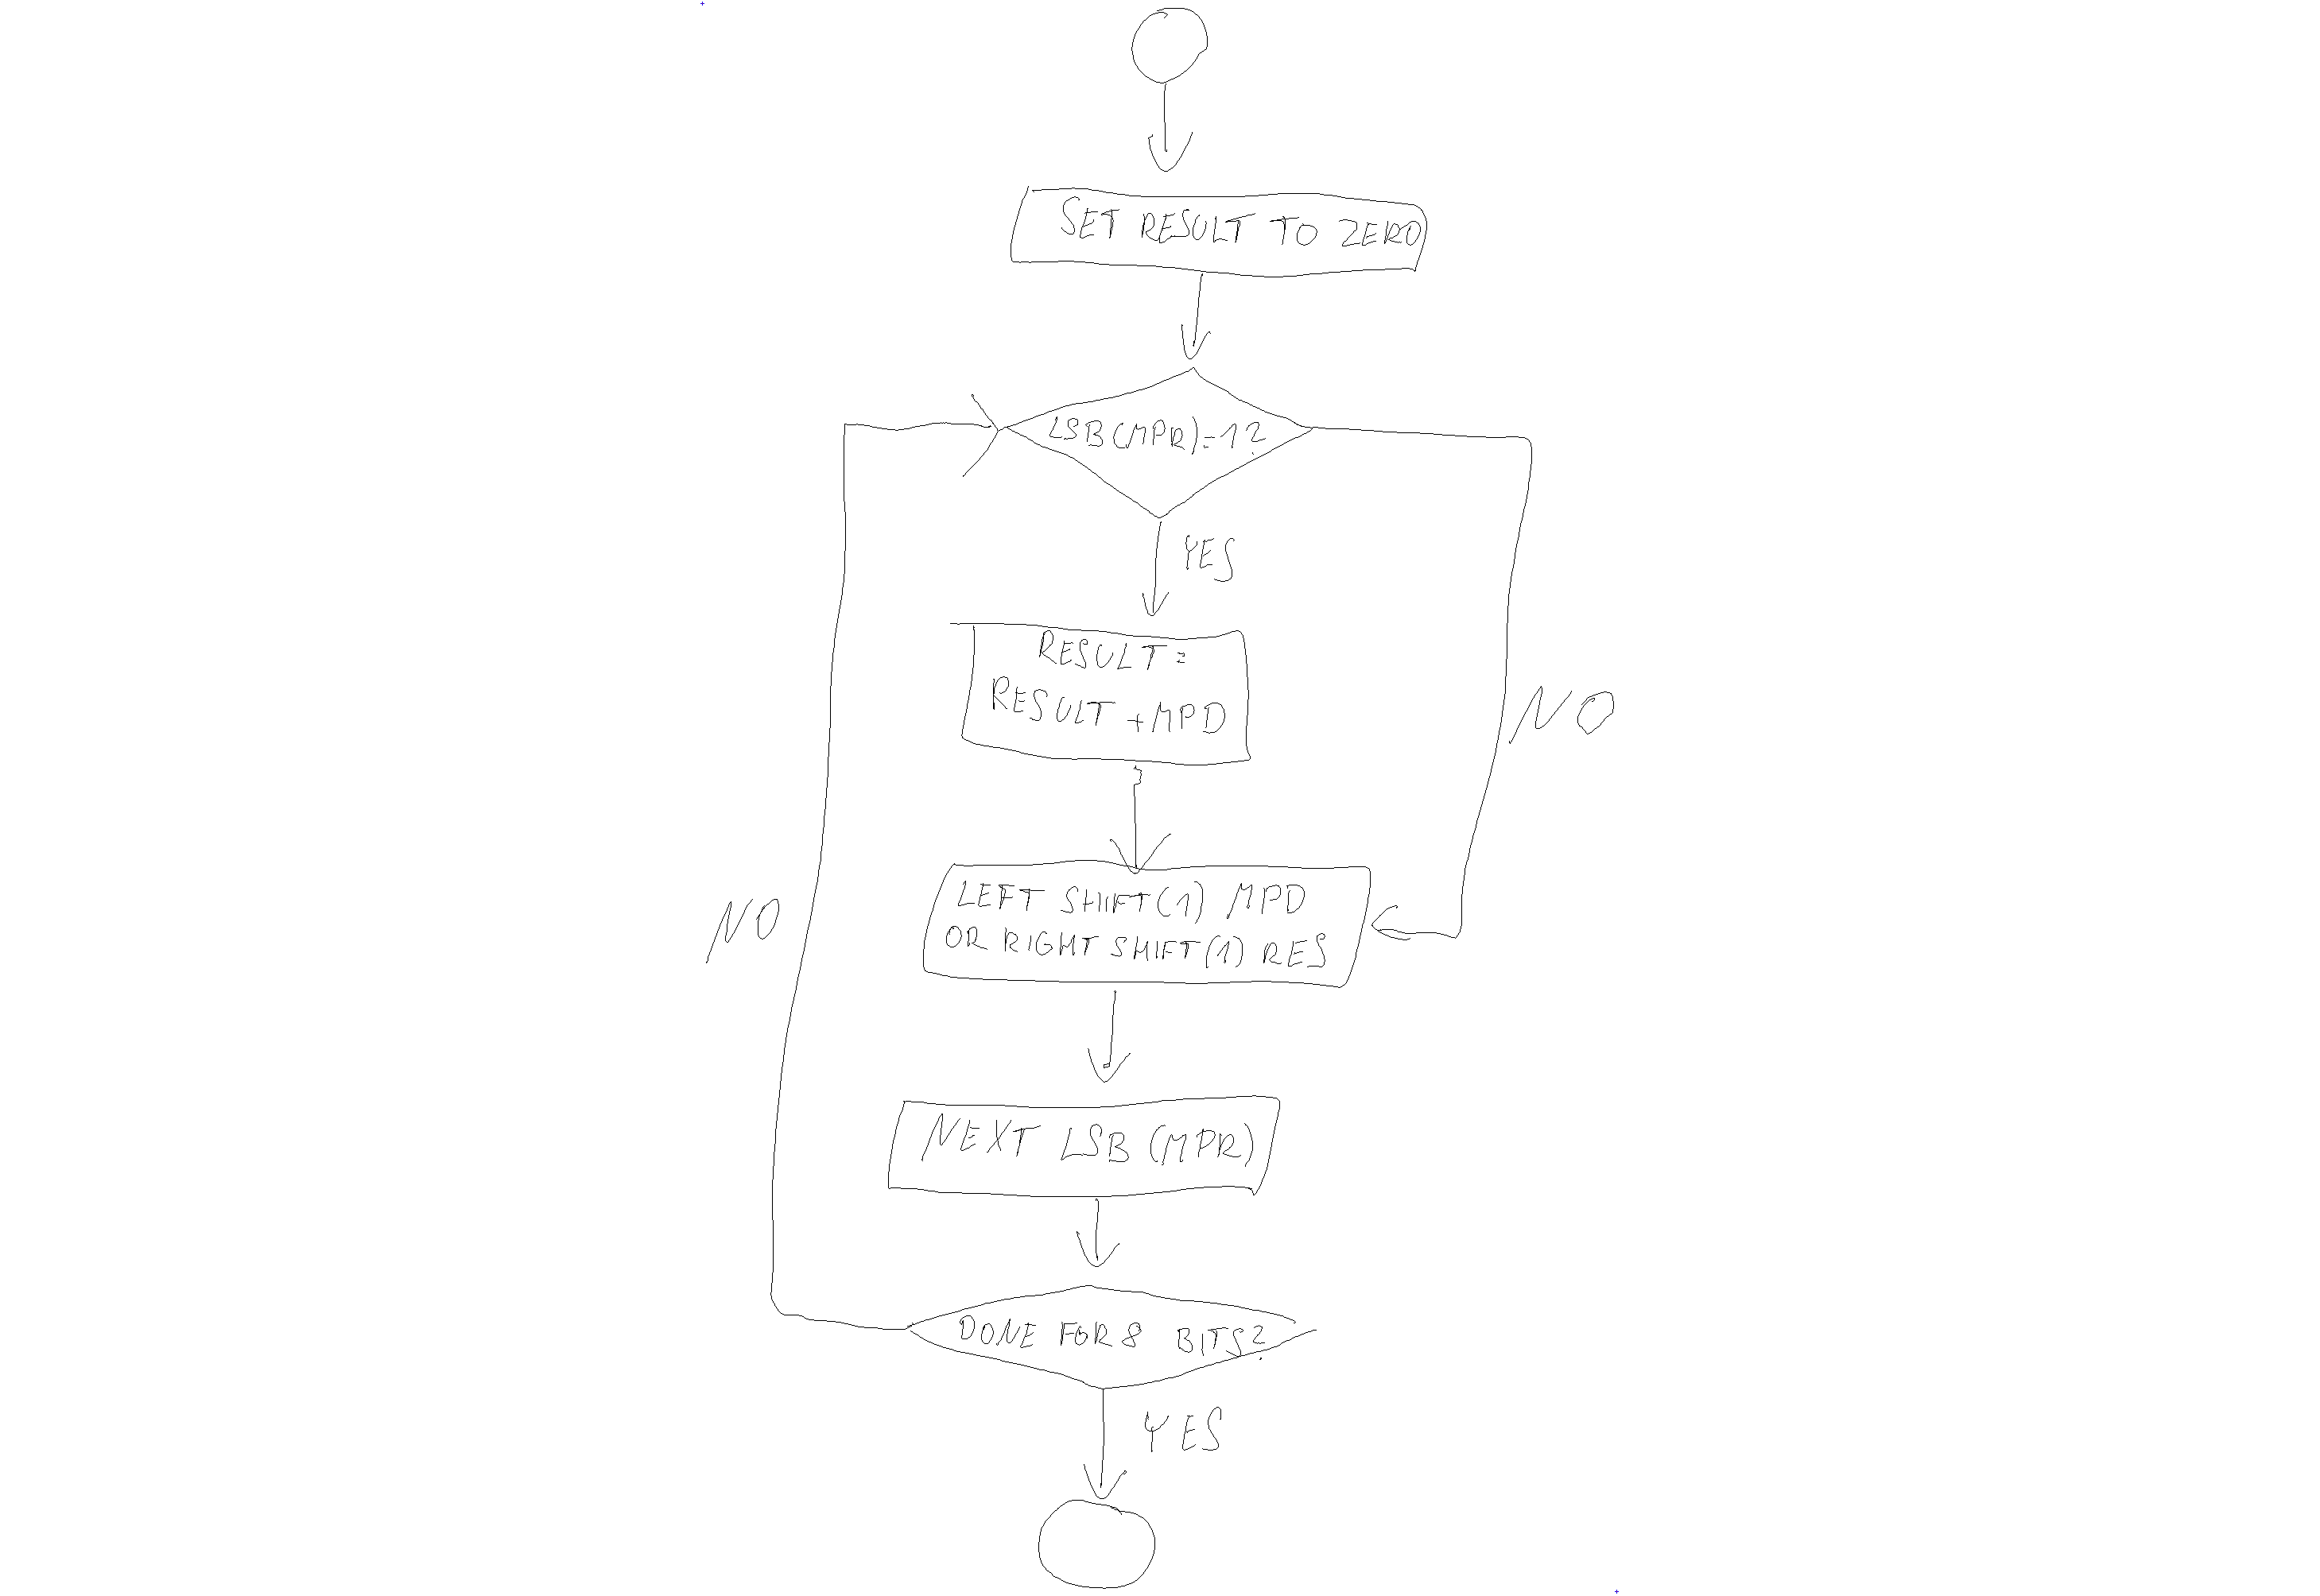 SET RESULT TO ZERO
LSB(MPR)=1?
YES
RESULT=
RESULT+MPD
NO
LEFT SHIFT(1) MPD
OR RIGHT SHIFT(1) RES
NO
NEXT LSB (MPR)
DONE FOR 8 BITS?
YES